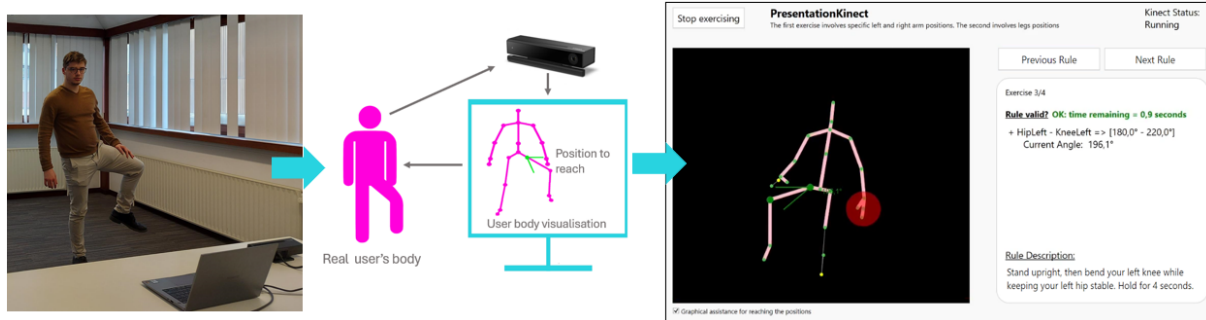 Position to
reach
User body visualisation
Real user's body
Stop exercising
PresentationKinect
The first exercise involves specific left and right arm positions. The second involves legs positions
Kinect Status:
Running
Previous Rule
Next Rule
Exercise 3/4
Rule valid? OK: time remaining = 0,9 seconds
+ HipLeft - KneeLeft => [180,0° - 220,0°]
Current Angle: 196,1°
Rule Description:
Stand upright, then bend your left knee while
keeping your left hip stable. Hold for 4 seconds.
Graphical assistance for reaching the positions